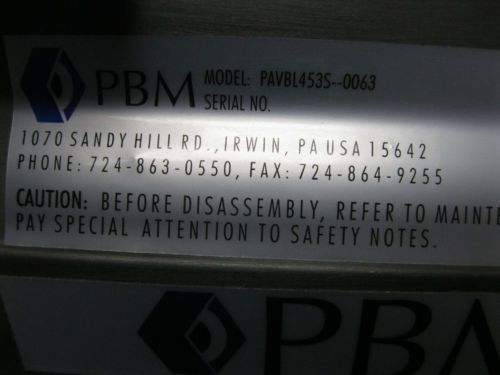 PBM MODEL: PAVBL453S--0063
SERIAL NO.
1070 SANDY HILL RD., IRWIN, PA USA 15642
PHONE: 724-863-0550, FAX: 724-864-9255
CAUTION: BEFORE DISASSEMBLY, REFER TO MAINTE
PAY SPECIAL ATTENTION TO SAFETY NOTES.
PBM